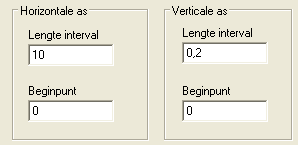 Horizontale as
Lengte interval
10
Beginpunt
0
Verticale as
Lengte interval
0,2
Beginpunt
0